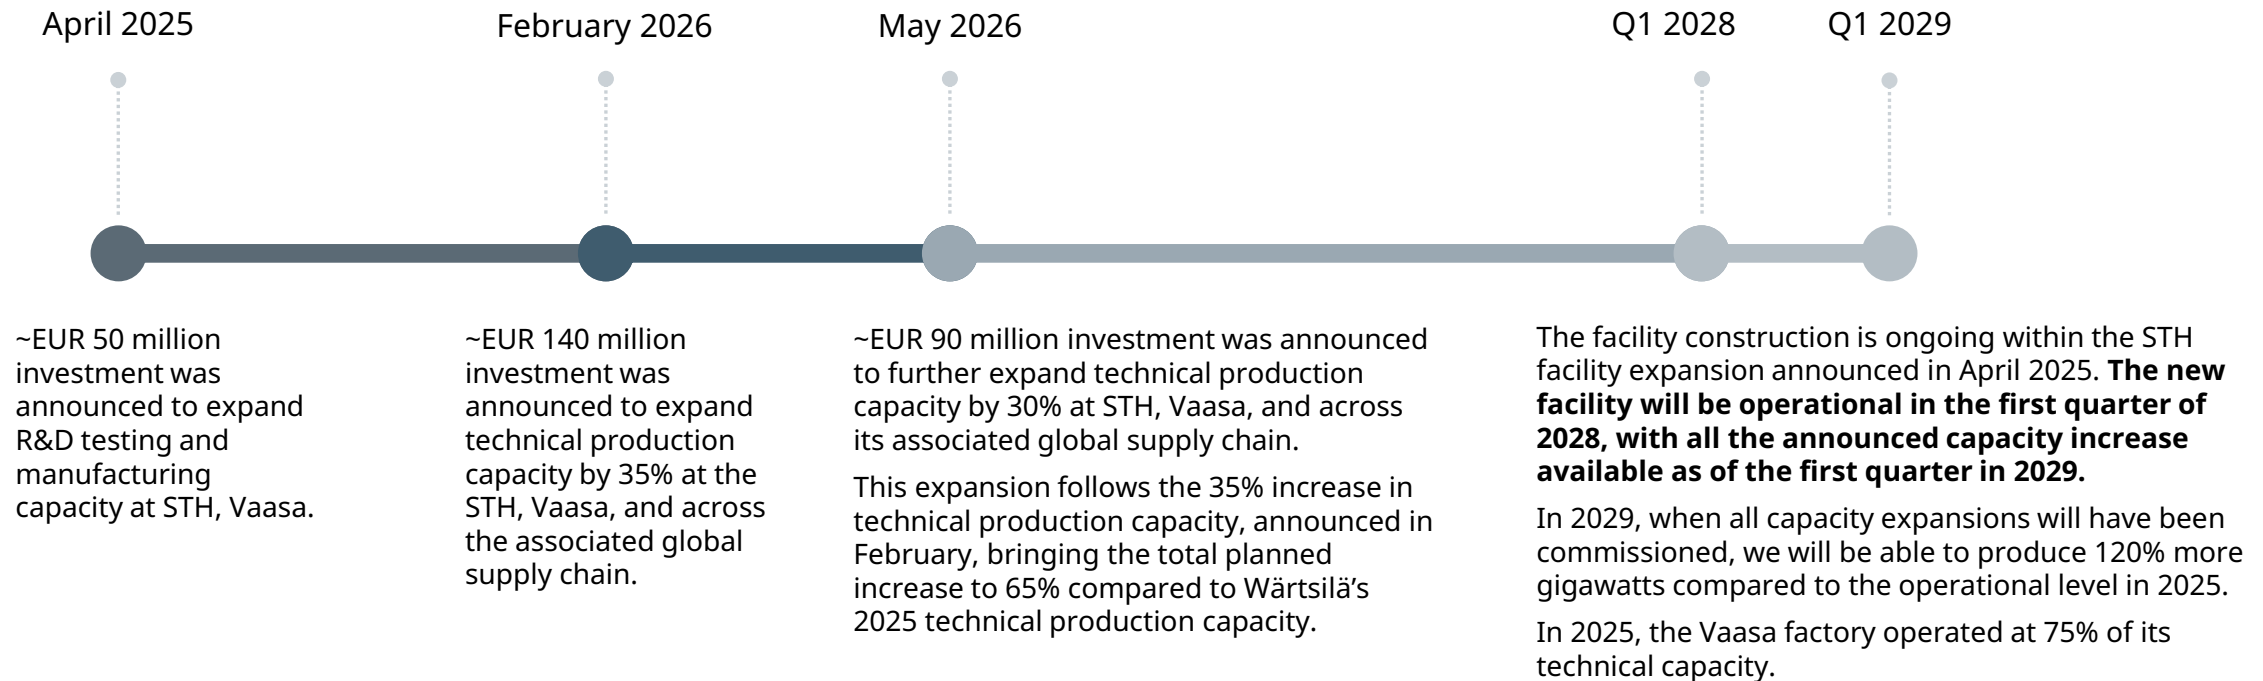 April 2025
February 2026
May 2026
Q1 2028
Q1 2029
~EUR 50 million
investment was
announced to expand
R&D testing and
manufacturing
capacity at STH, Vaasa.
~EUR 140 million
investment was
announced to expand
technical production
capacity by 35% at the
STH, Vaasa, and across
the associated global
supply chain.
~EUR 90 million investment was announced
to further expand technical production
capacity by 30% at STH, Vaasa, and across
its associated global supply chain.
This expansion follows the 35% increase in
technical production capacity, announced in
February, bringing the total planned
increase to 65% compared to Wärtsilä’s
2025 technical production capacity.
The facility construction is ongoing within the STH
facility expansion announced in April 2025. The new
facility will be operational in the first quarter of
2028, with all the announced capacity increase
available as of the first quarter in 2029.
In 2029, when all capacity expansions will have been
commissioned, we will be able to produce 120% more
gigawatts compared to the operational level in 2025.
In 2025, the Vaasa factory operated at 75% of its
technical capacity.